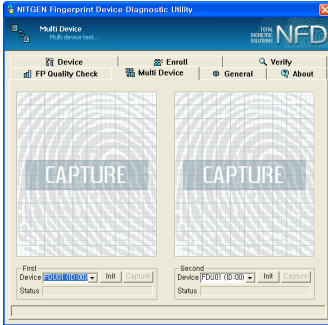 NITGEN Fingerprint Device Diagnostic Utility
Multi Device
Multi device test...
TOTAL
BIOMETRIC
SOLUTIONS
NFD
Device
Enroll
Verify
FP Quality Check
Multi Device
General
About
CAPTURE
CAPTURE
First
Device FDU01 (ID:00) Init Capture
Status
Second
Device FDU01 (ID:00) Init Capture
Status